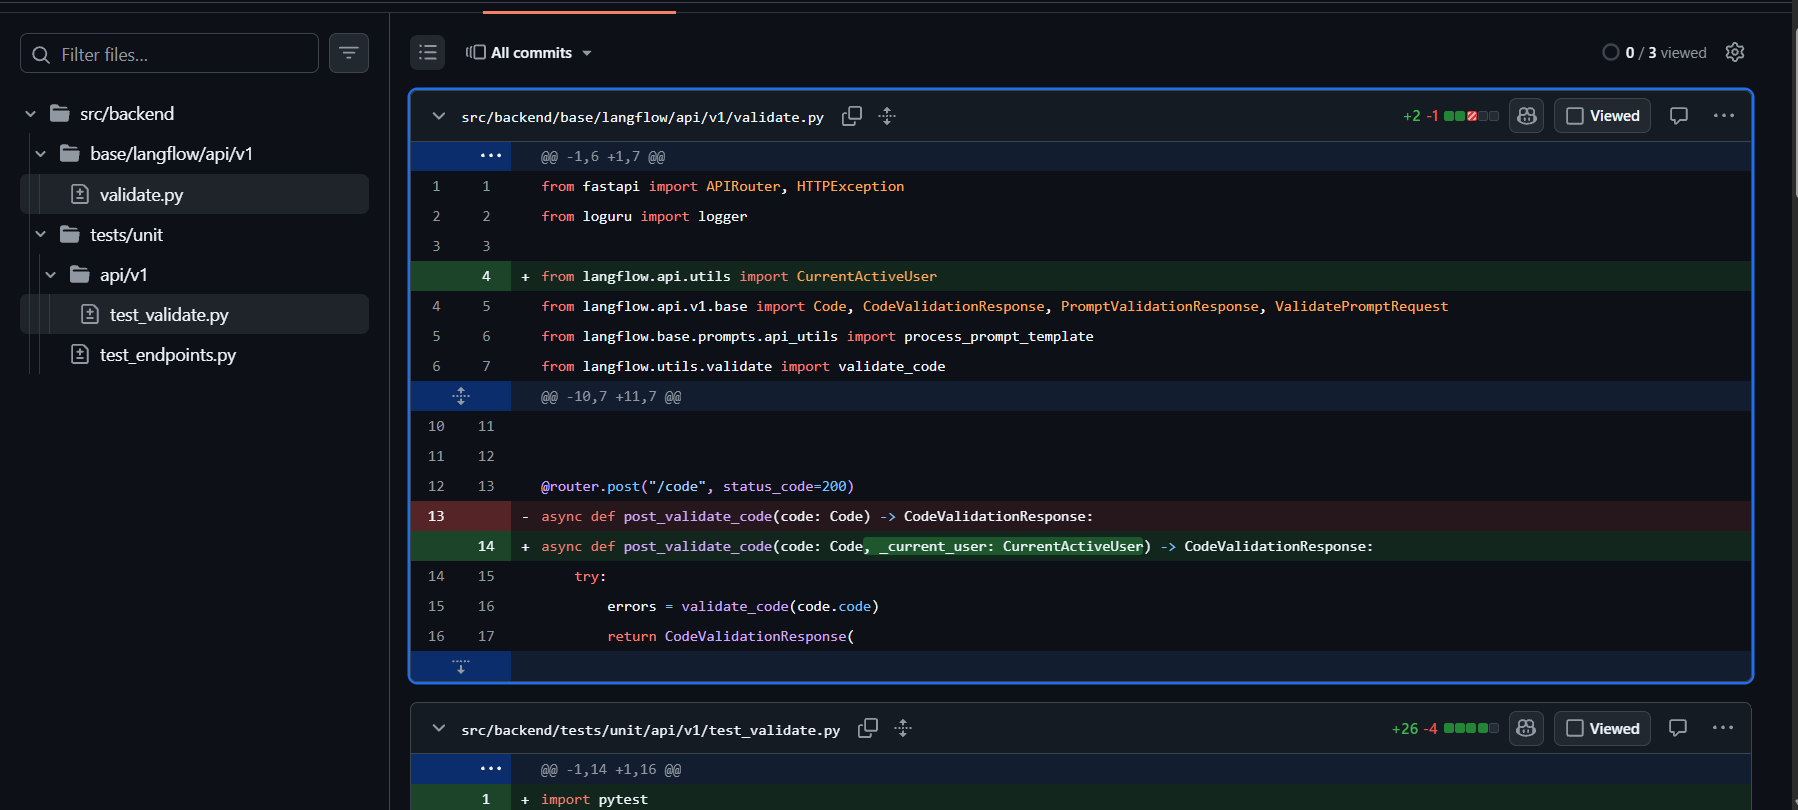 Filter files...
src/backend
base/langflow/api/v1
validate.py
tests/unit
api/v1
test_validate.py
test_endpoints.py
All commits
0 / 3 viewed
src/backend/base/langflow/api/v1/validate.py
+2 -1
Viewed
@@ -1,6 +1,7 @@
1 1 from fastapi import APIRouter, HTTPException
2 2 from loguru import logger
3 3
4 + from langflow.api.utils import CurrentActiveUser
4 5 from langflow.api.v1.base import Code, CodeValidationResponse, PromptValidationResponse, ValidatePromptRequest
5 6 from langflow.base.prompts.api_utils import process_prompt_template
6 7 from langflow.utils.validate import validate_code
@@ -10,7 +11,7 @@
10 11
11 12
12 13 @router.post("/code", status_code=200)
13 - async def post_validate_code(code: Code) -> CodeValidationResponse:
14 + async def post_validate_code(code: Code, _current_user: CurrentActiveUser) -> CodeValidationResponse:
14 15 try:
15 16 errors = validate_code(code.code)
16 17 return CodeValidationResponse(
src/backend/tests/unit/api/v1/test_validate.py
+26 -4
Viewed
@@ -1,14 +1,16 @@
1 + import pytest